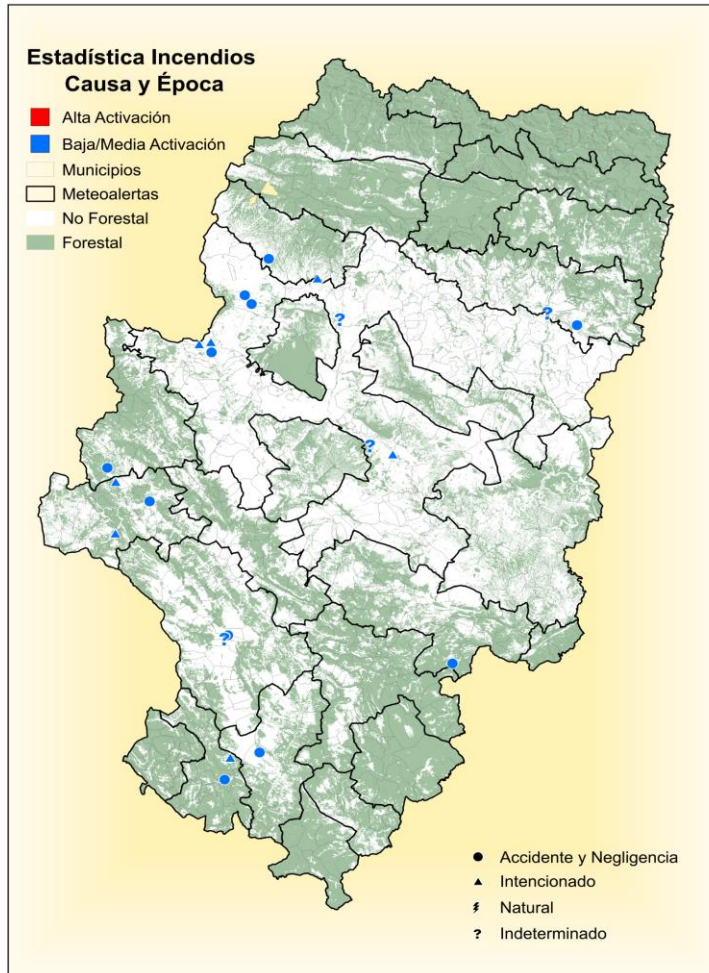 Estadística Incendios
Causa y Época
Alta Activación
Baja/Media Activación
Municipios
Meteoalertas
No Forestal
Forestal
?
?
?
?
Accidente y Negligencia
Intencionado
Natural
? Indeterminado